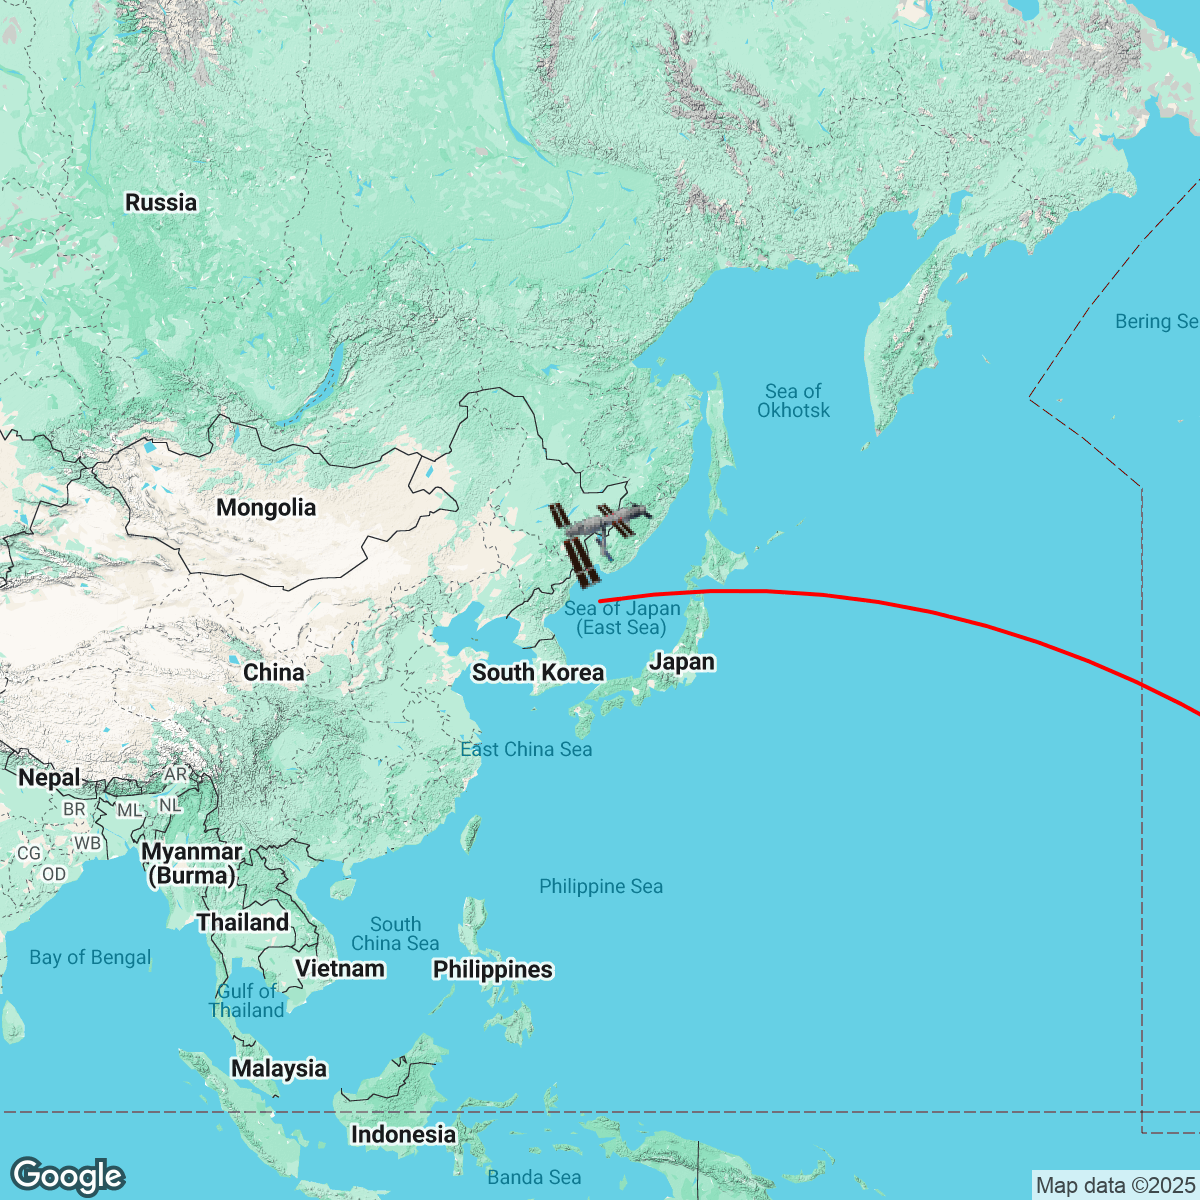 Russia
Bering Se
Sea of
Okhotsk
Mongolia
Sea of Japan
(East Sea)
Japan
South Korea
China
East China Sea
Nepal
AR
BR
ML
NL
WB
CG
OD
Myanmar
(Burma)
Philippine Sea
Thailand
South
China Sea
Bay of Bengal
Vietnam
Philippines
Gulf of
Thailand
Malaysia
Indonesia
Banda Sea
Google
Map data ©2025